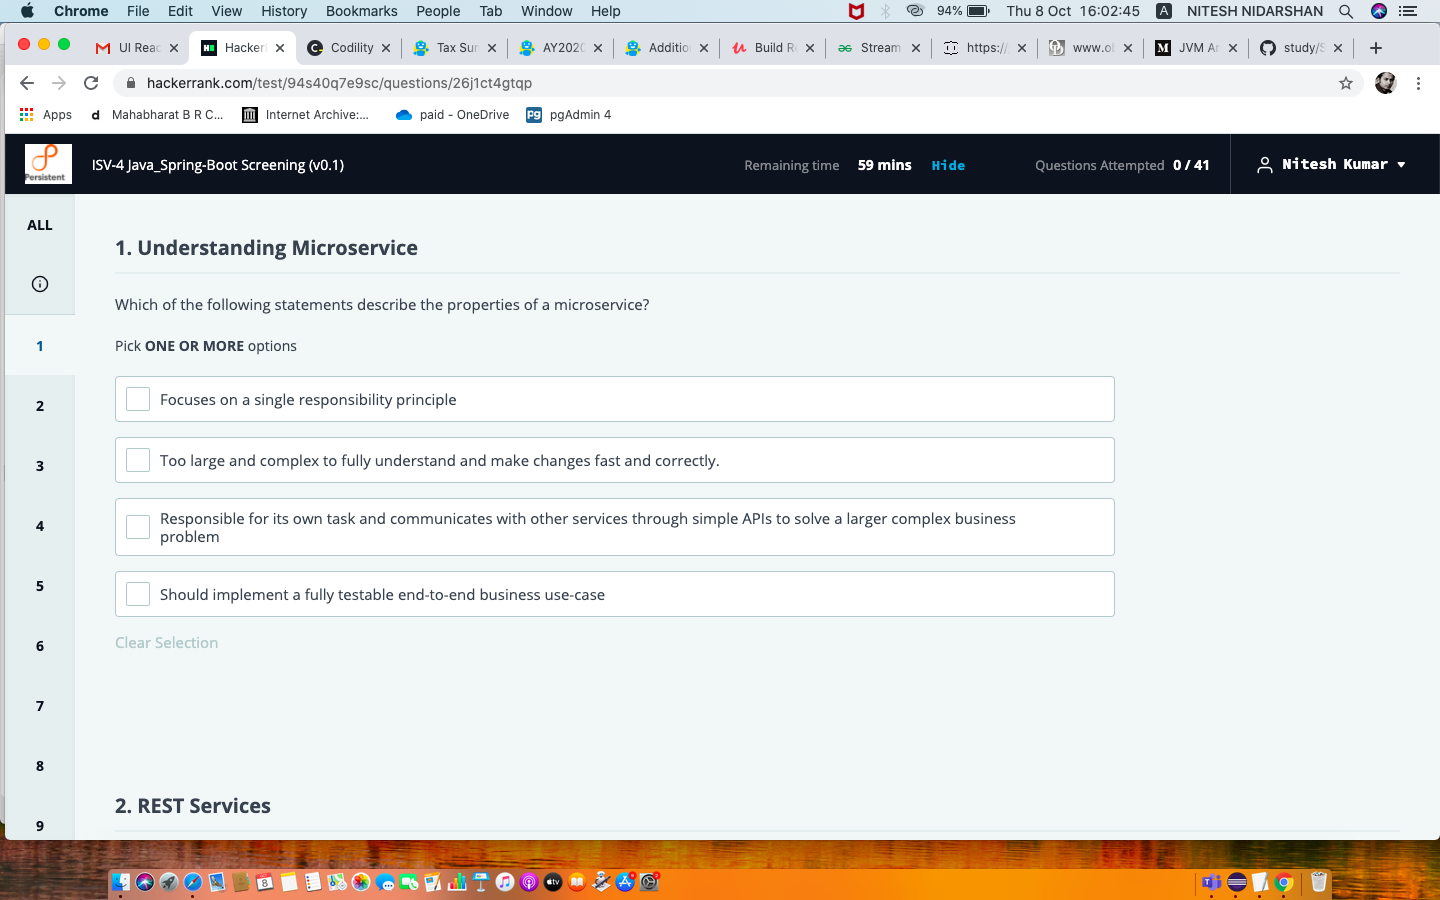 Chrome File Edit View History Bookmarks People Tab Window Help 94% Thu 8 Oct 16:02:45 A NITESH NIDARSHAN
UI Reac Hacker Codility Tax Sur AY2020 Additio Build R Stream https:// www.ol JVM Ar study/S
hackerrank.com/test/94s40q7e9sc/questions/26j1ct4gtqp
Apps Mahabharat B R C... Internet Archive:... paid - OneDrive pgAdmin 4
Persistent ISV-4 Java_Spring-Boot Screening (v0.1) Remaining time 59 mins Hide Questions Attempted 0 / 41 Nitesh Kumar
ALL
1. Understanding Microservice
Which of the following statements describe the properties of a microservice?
1
Pick ONE OR MORE options
2
Focuses on a single responsibility principle
3
Too large and complex to fully understand and make changes fast and correctly.
4
Responsible for its own task and communicates with other services through simple APIs to solve a larger complex business
problem
5
Should implement a fully testable end-to-end business use-case
6
Clear Selection
7
8
2. REST Services
9